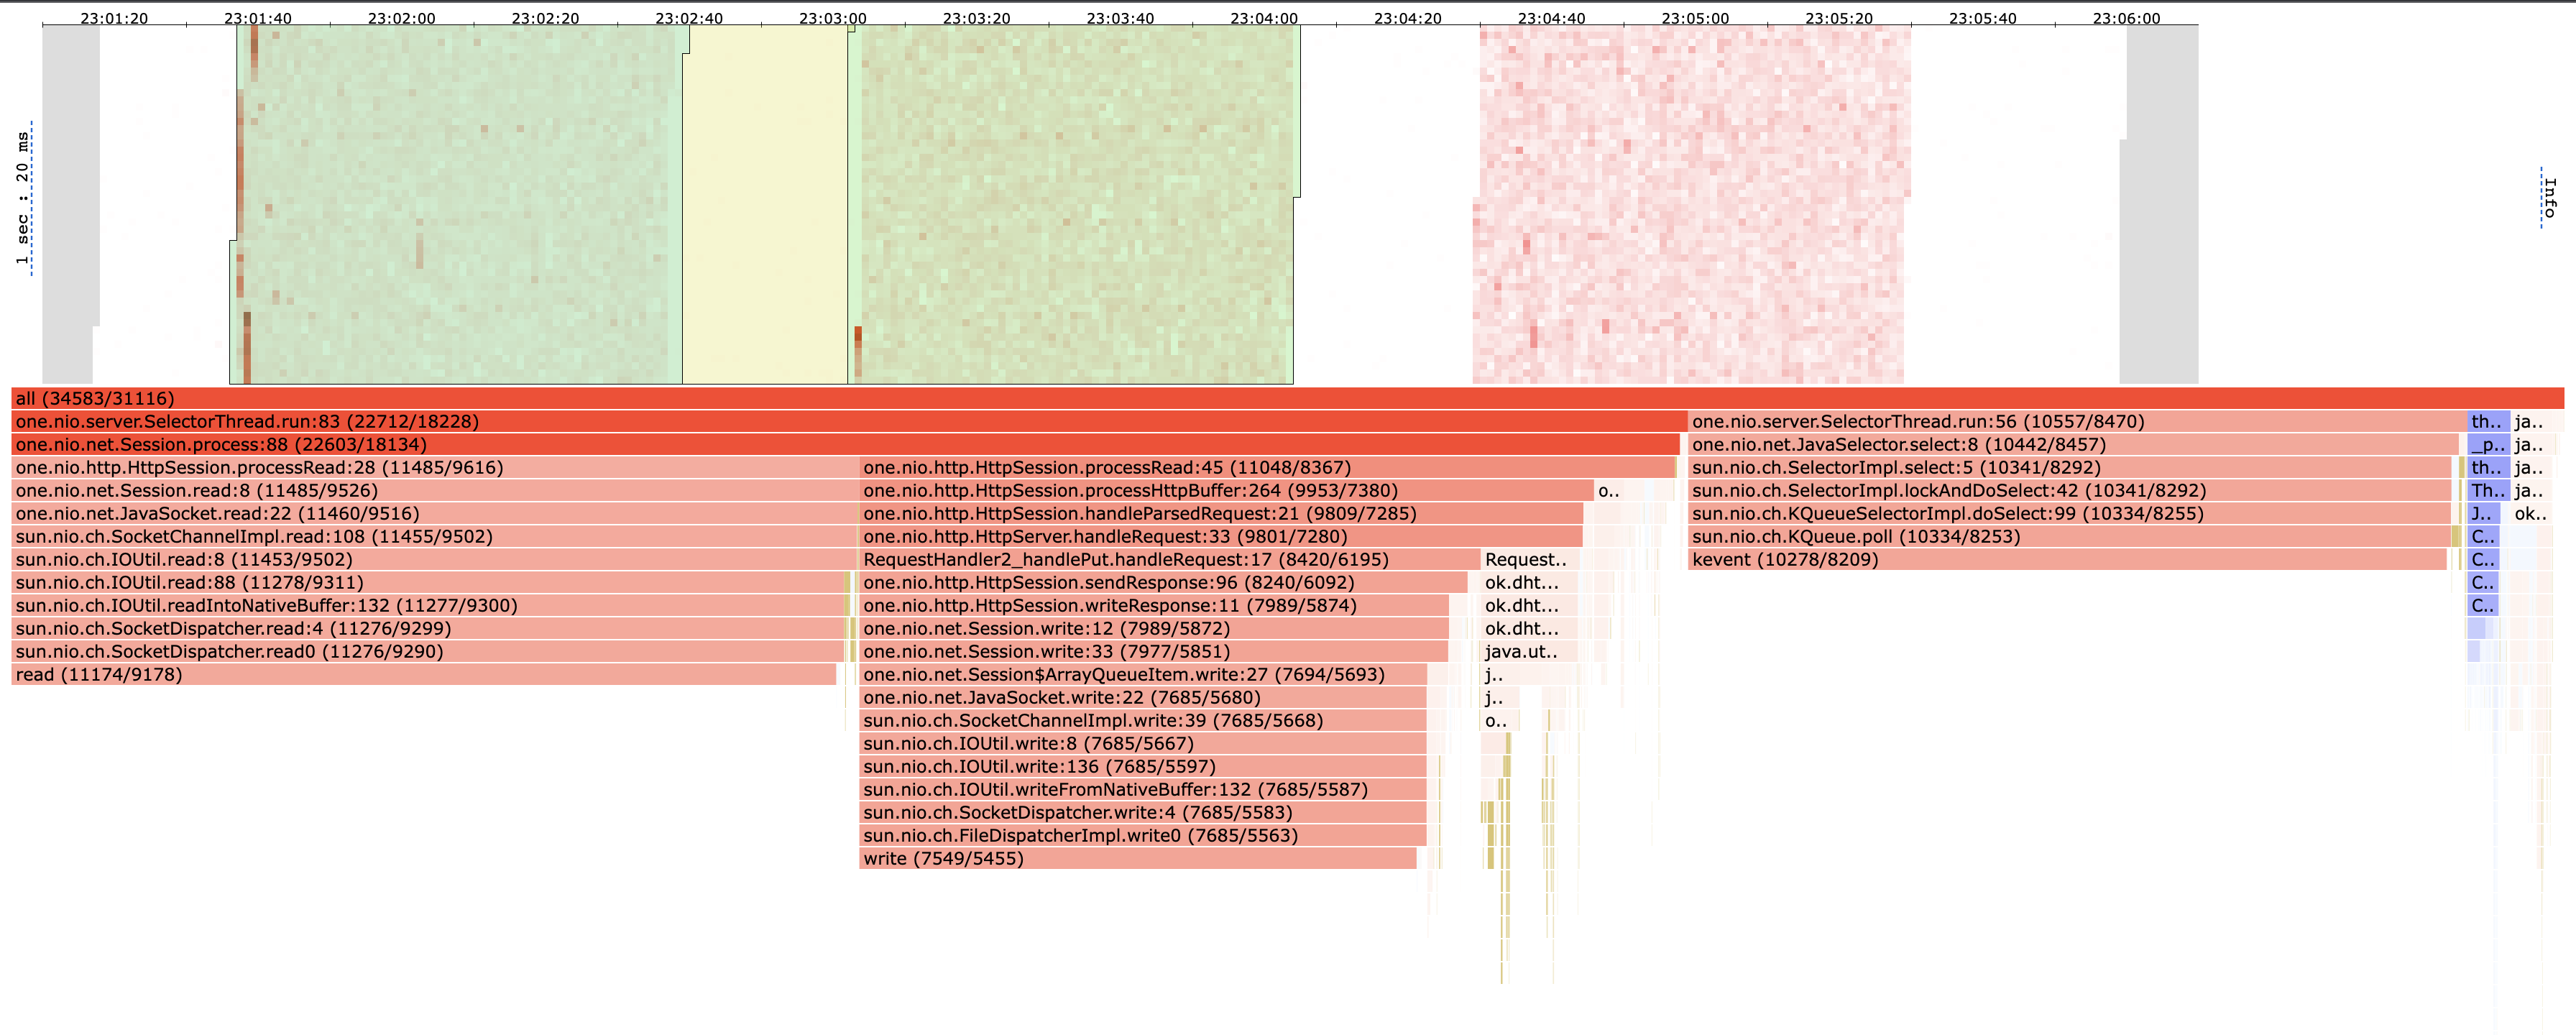 23:01:20 23:01:40 23:02:00 23:02:20 23:02:40 23:03:00 23:03:20 23:03:40 23:04:00 23:04:20 23:04:40 23:05:00 23:05:20 23:05:40 23:06:00
1 sec : 20 ms
Info
all (34583/31116)
one.nio.server.SelectorThread.run:83 (22712/18228) one.nio.server.SelectorThread.run:56 (10557/8470) th.. ja..
one.nio.net.Session.process:88 (22603/18134) one.nio.net.JavaSelector.select:8 (10442/8457) _p.. ja..
one.nio.http.HttpSession.processRead:28 (11485/9616) one.nio.http.HttpSession.processRead:45 (11048/8367) sun.nio.ch.SelectorImpl.select:5 (10341/8292) th.. ja..
one.nio.net.Session.read:8 (11485/9526) one.nio.http.HttpSession.processHttpBuffer:264 (9953/7380) o.. sun.nio.ch.SelectorImpl.lockAndDoSelect:42 (10341/8292) Th.. ja..
one.nio.net.JavaSocket.read:22 (11460/9516) one.nio.http.HttpSession.handleParsedRequest:21 (9809/7285) sun.nio.ch.KQueueSelectorImpl.doSelect:99 (10334/8255) J.. ok..
sun.nio.ch.SocketChannelImpl.read:108 (11455/9502) one.nio.http.HttpServer.handleRequest:33 (9801/7280) sun.nio.ch.KQueue.poll (10334/8253) C..
sun.nio.ch.IOUtil.read:8 (11453/9502) RequestHandler2_handlePut.handleRequest:17 (8420/6195) Request.. kevent (10278/8209) C..
sun.nio.ch.IOUtil.read:88 (11278/9311) one.nio.http.HttpSession.sendResponse:96 (8240/6092) ok.dht... C..
sun.nio.ch.IOUtil.readIntoNativeBuffer:132 (11277/9300) one.nio.http.HttpSession.writeResponse:11 (7989/5874) ok.dht... C..
sun.nio.ch.SocketDispatcher.read:4 (11276/9299) one.nio.net.Session.write:12 (7989/5872) ok.dht...
sun.nio.ch.SocketDispatcher.read0 (11276/9290) one.nio.net.Session.write:33 (7977/5851) java.ut..
read (11174/9178) one.nio.net.Session$ArrayQueueItem.write:27 (7694/5693) j..
one.nio.net.JavaSocket.write:22 (7685/5680) j..
sun.nio.ch.SocketChannelImpl.write:39 (7685/5668) o..
sun.nio.ch.IOUtil.write:8 (7685/5667)
sun.nio.ch.IOUtil.write:136 (7685/5597)
sun.nio.ch.IOUtil.writeFromNativeBuffer:132 (7685/5587)
sun.nio.ch.SocketDispatcher.write:4 (7685/5583)
sun.nio.ch.FileDispatcherImpl.write0 (7685/5563)
write (7549/5455)